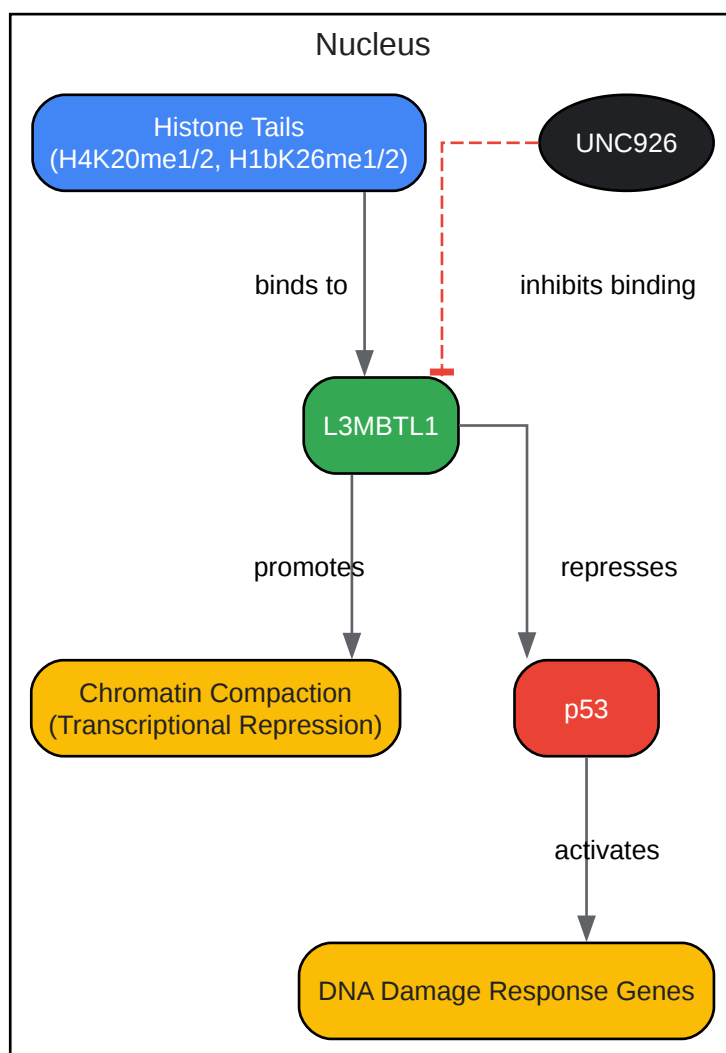 Nucleus
Histone Tails
(H4K20me1/2, H1bK26me1/2)
UNC926
binds to
inhibits binding
L3MBTL1
promotes
represses
Chromatin Compaction
(Transcriptional Repression)
p53
activates
DNA Damage Response Genes